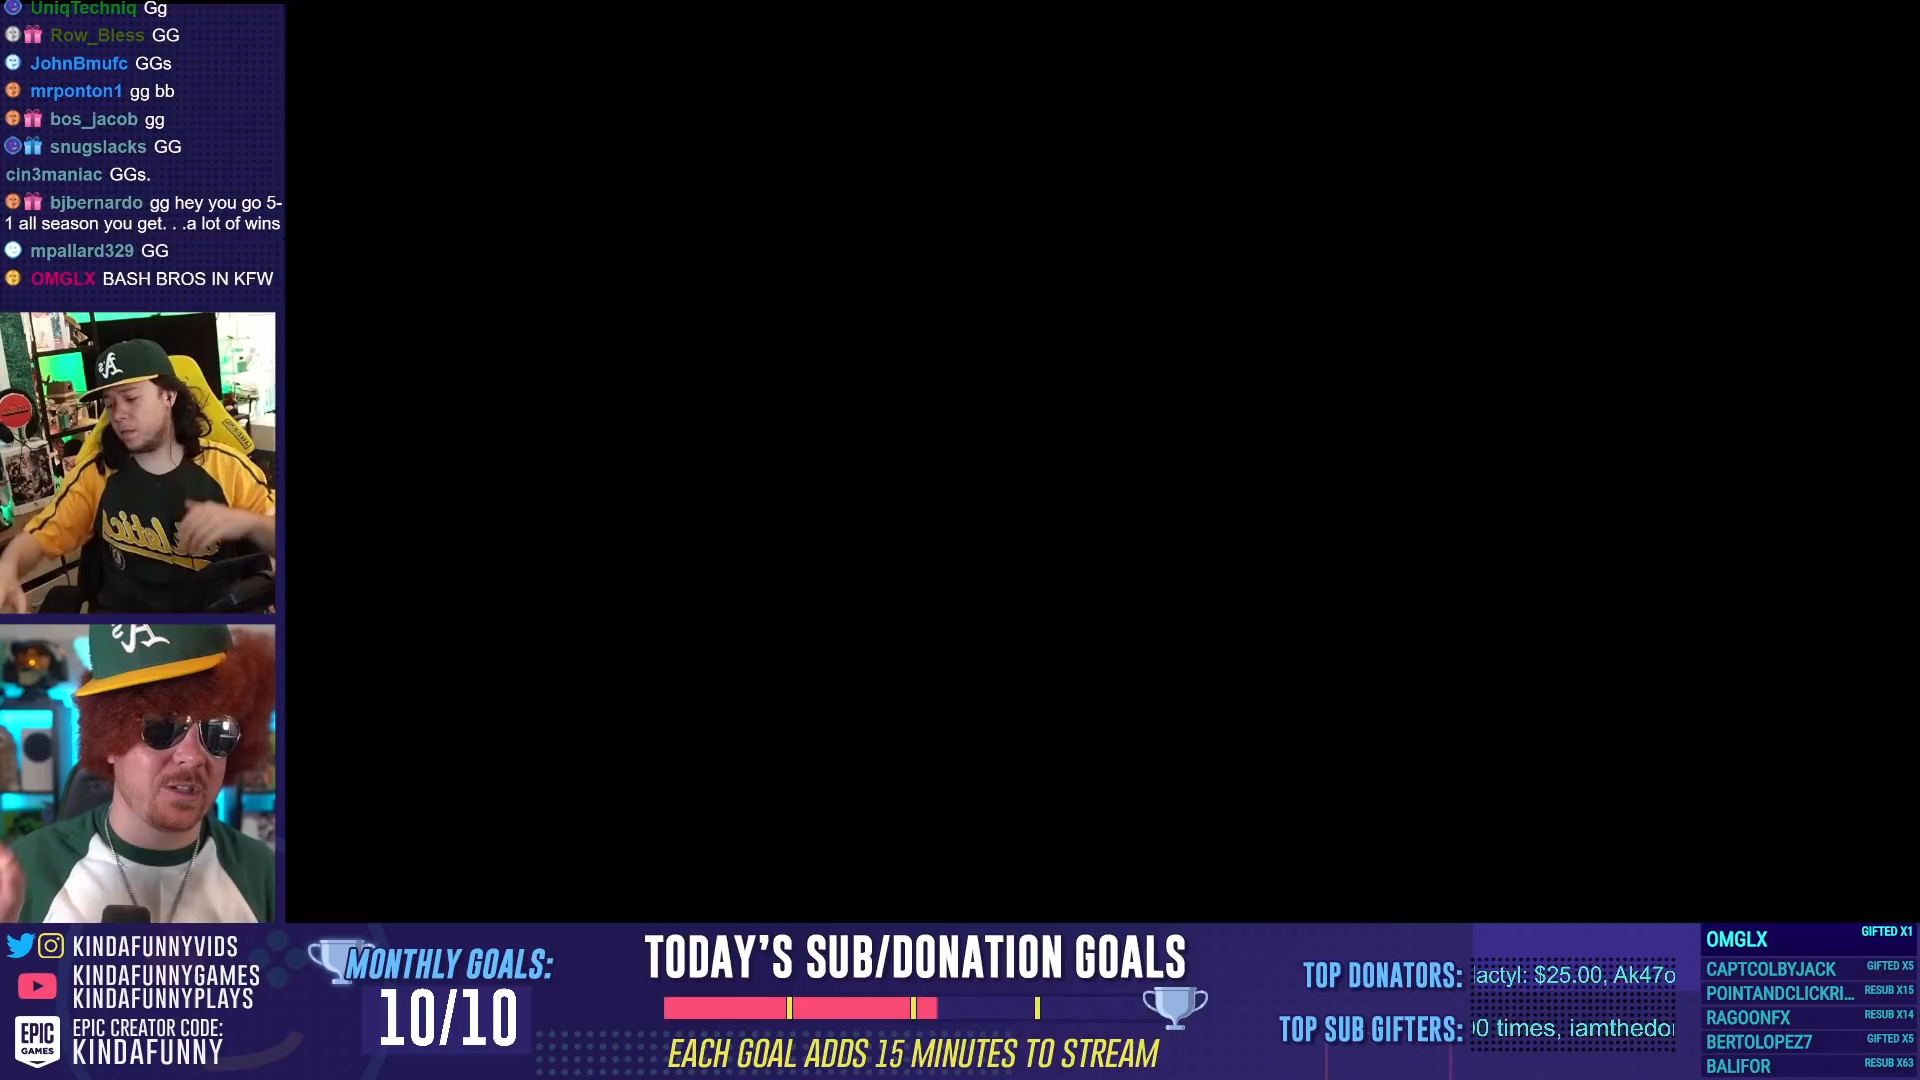 UniqTechniq Gg
Row_Bless GG
JohnBmufc GGs
mrponton1 gg bb
bos_jacob gg
snugslacks GG
cin3maniac GGs.
bjbernardo gg hey you go 5-
1 all season you get. . .a lot of wins
mpallard329 GG
OMGLX BASH BROS IN KFW
KINDAFUNNYVIDS
KINDAFUNNYGAMES
KINDAFUNNYPLAYS
EPIC GAMES
EPIC CREATOR CODE:
KINDAFUNNY
MONTHLY GOALS:
10/10
TODAY'S SUB/DONATION GOALS
EACH GOAL ADDS 15 MINUTES TO STREAM
TOP DONATORS: actyl: $25.00, Ak47o
TOP SUB GIFTERS: 0 times, iamthedo
OMGLX GIFTED X1
CAPTCOLBYJACK GIFTED X5
POINTANDCLICKRI... RESUB X15
RAGOONFX RESUB X14
BERTOLOPEZ7 GIFTED X5
BALIFOR RESUB X63